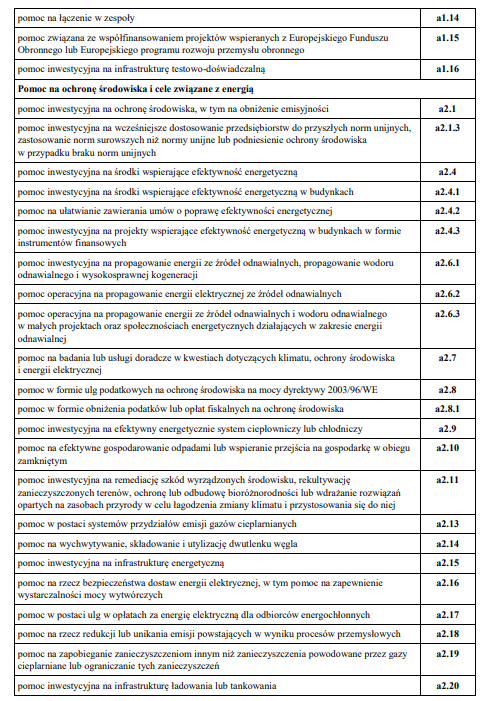 pomoc na łączenie w zespoły a1.14
pomoc związana ze współfinansowaniem projektów wspieranych z Europejskiego Funduszu
Obronnego lub Europejskiego programu rozwoju przemysłu obronnego a1.15
pomoc inwestycyjna na infrastrukturę testowo-doświadczalną a1.16
Pomoc na ochronę środowiska i cele związane z energią
pomoc inwestycyjna na ochronę środowiska, w tym na obniżenie emisyjności a2.1
pomoc inwestycyjna na wcześniejsze dostosowanie przedsiębiorstw do przyszłych norm unijnych,
zastosowanie norm surowszych niż normy unijne lub podniesienie ochrony środowiska
w przypadku braku norm unijnych a2.1.3
pomoc inwestycyjna na środki wspierające efektywność energetyczną a2.4
pomoc inwestycyjna na środki wspierające efektywność energetyczną w budynkach a2.4.1
pomoc na ułatwianie zawierania umów o poprawę efektywności energetycznej a2.4.2
pomoc inwestycyjna na projekty wspierające efektywność energetyczną w budynkach w formie
instrumentów finansowych a2.4.3
pomoc inwestycyjna na propagowanie energii ze źródeł odnawialnych, propagowanie wodoru
odnawialnego i wysokosprawnej kogeneracji a2.6.1
pomoc operacyjna na propagowanie energii elektrycznej ze źródeł odnawialnych a2.6.2
pomoc operacyjna na propagowanie energii ze źródeł odnawialnych i wodoru odnawialnego
w małych projektach oraz społecznościach energetycznych działających w zakresie energii
odnawialnej a2.6.3
pomoc na badania lub usługi doradcze w kwestiach dotyczących klimatu, ochrony środowiska
i energii elektrycznej a2.7
pomoc w formie ulg podatkowych na ochronę środowiska na mocy dyrektywy 2003/96/WE a2.8
pomoc w formie obniżenia podatków lub opłat fiskalnych na ochronę środowiska a2.8.1
pomoc inwestycyjna na efektywny energetycznie system ciepłowniczy lub chłodniczy a2.9
pomoc na efektywne gospodarowanie odpadami lub wspieranie przejścia na gospodarkę w obiegu
zamkniętym a2.10
pomoc inwestycyjna na remediację szkód wyrządzonych środowisku, rekultywację
zanieczyszczonych terenów, ochronę lub odbudowę bioróżnorodności lub wdrażanie rozwiązań
opartych na zasobach przyrody w celu łagodzenia zmiany klimatu i przystosowania się do niej a2.11
pomoc w postaci systemów przydziałów emisji gazów cieplarnianych a2.13
pomoc na wychwytywanie, składowanie i utylizację dwutlenku węgla a2.14
pomoc inwestycyjna na infrastrukturę energetyczną a2.15
pomoc na rzecz bezpieczeństwa dostaw energii elektrycznej, w tym pomoc na zapewnienie
wystarczalności mocy wytwórczych a2.16
pomoc w postaci ulg w opłatach za energię elektryczną dla odbiorców energochłonnych a2.17
pomoc na rzecz redukcji lub unikania emisji powstających w wyniku procesów przemysłowych a2.18
pomoc na zapobieganie zanieczyszczeniom innym niż zanieczyszczenia powodowane przez gazy
cieplarniane lub ograniczanie tych zanieczyszczeń a2.19
pomoc inwestycyjna na infrastrukturę ładowania lub tankowania a2.20